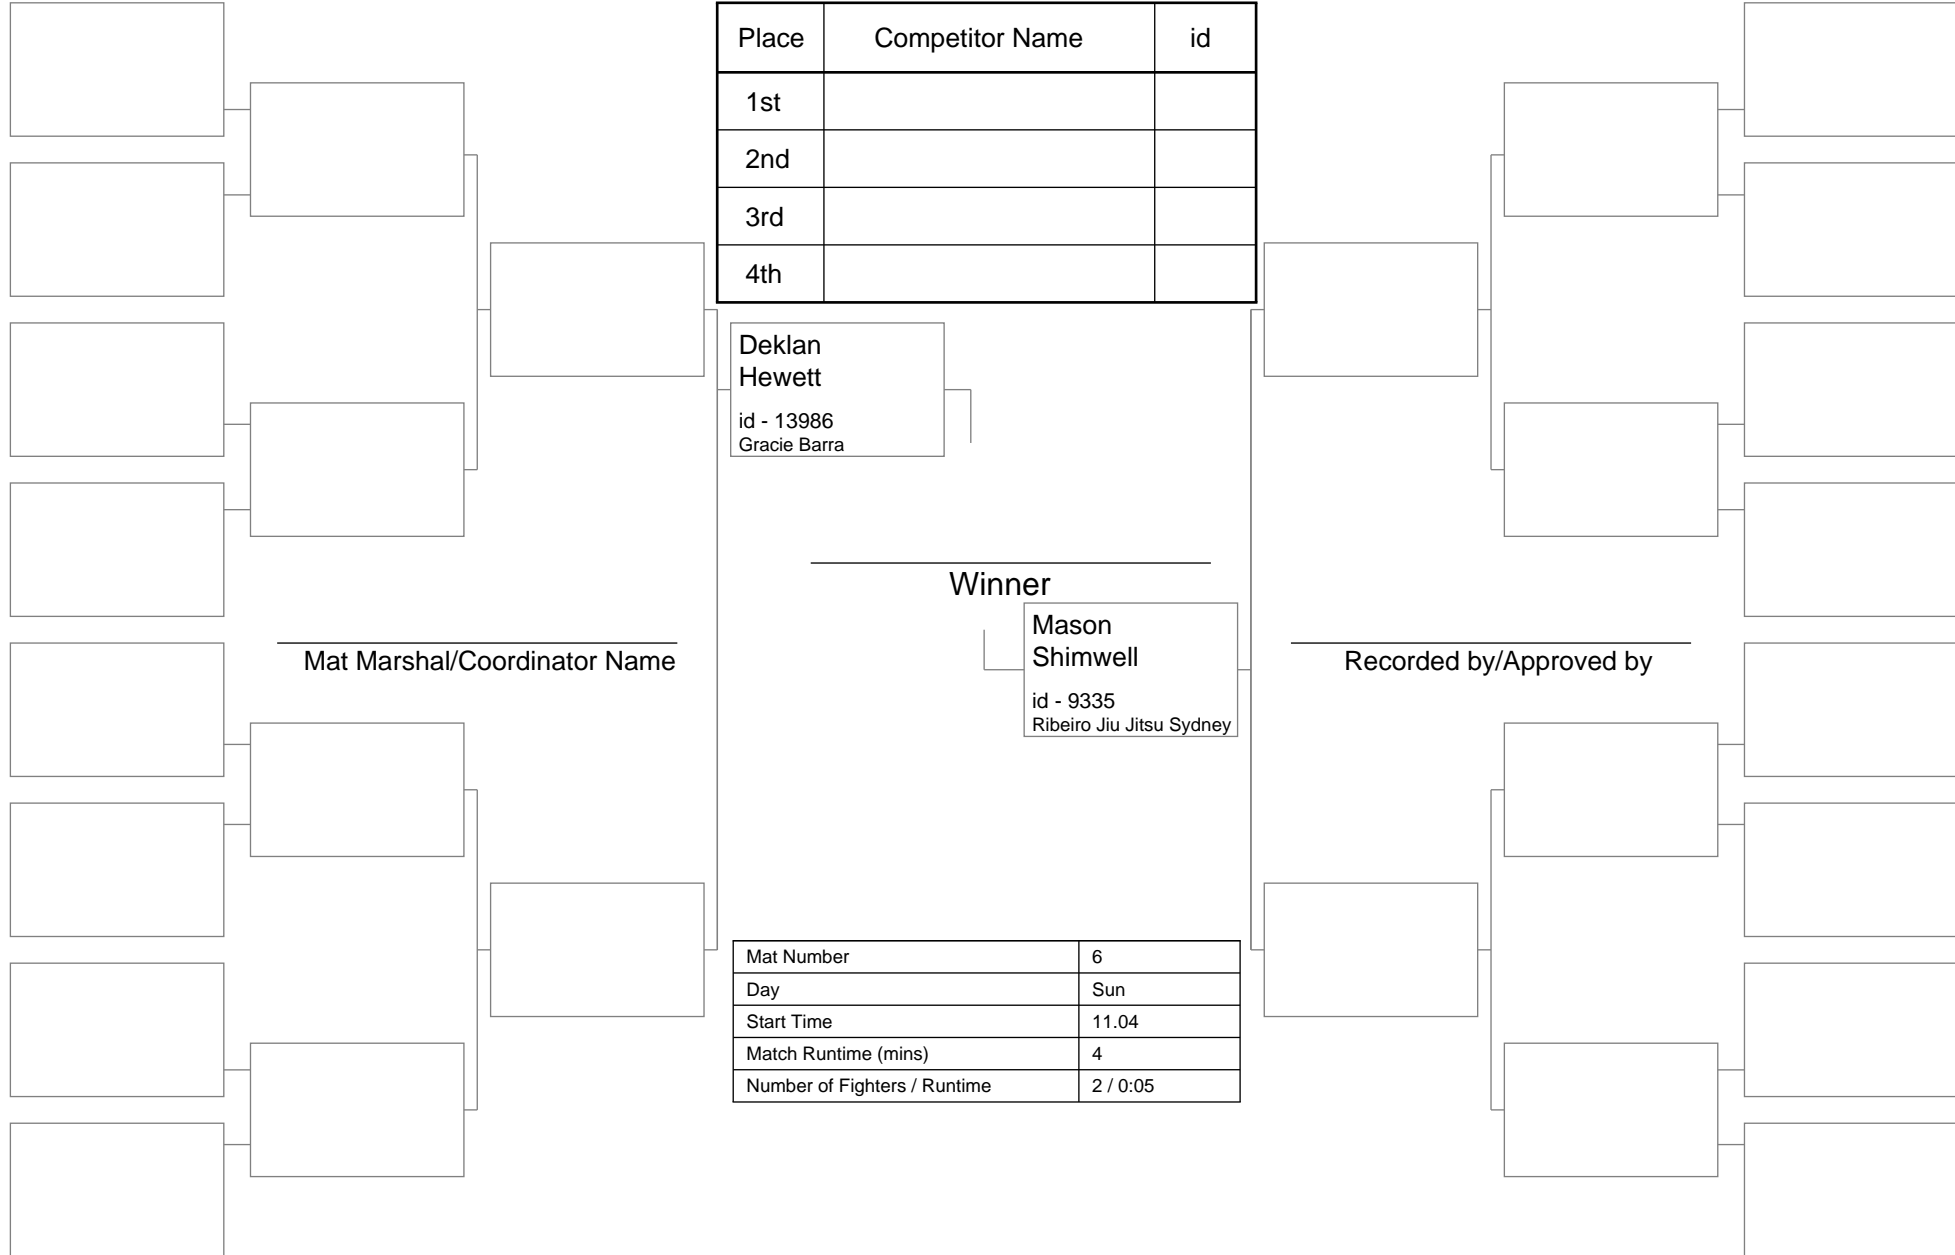 Place Competitor Name id
1st
2nd
3rd
4th
Deklan
Hewett
id - 13986
Gracie Barra
Winner
Mason
Shimwell
id - 9335
Ribeiro Jiu Jitsu Sydney
Mat Marshal/Coordinator Name
Recorded by/Approved by
Mat Number 6
Day Sun
Start Time 11.04
Match Runtime (mins) 4
Number of Fighters / Runtime 2 / 0:05